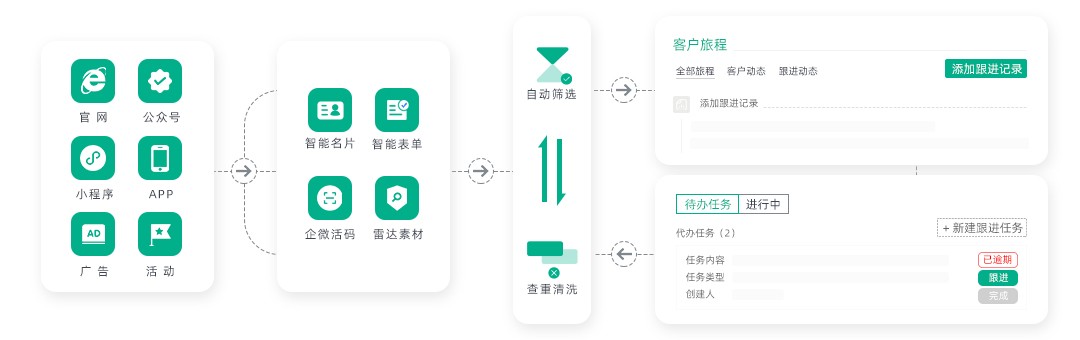 官 网
公众号
小程序
APP
AD
广 告
活 动
智能名片
智能表单
企微活码
雷达素材
自动筛选
查重清洗
客户旅程
全部旅程 客户动态 跟进动态
添加跟进记录
添加跟进记录
待办任务 进行中
代办任务（2）
+ 新建跟进任务
任务内容
已逾期
任务类型
跟进
创建人
完成